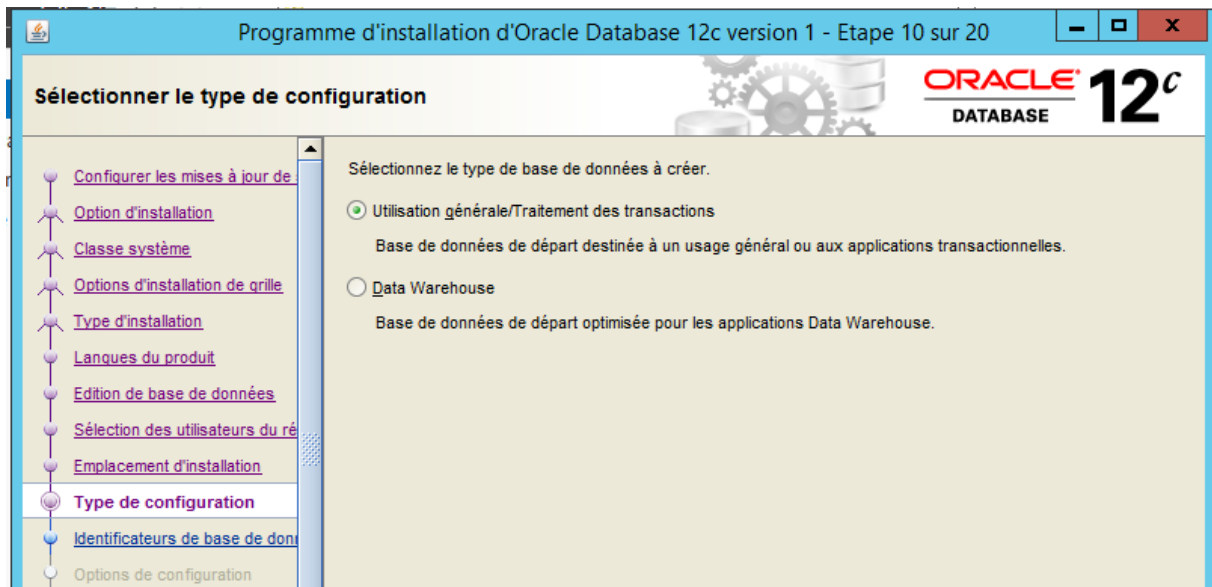 Programme d'installation d'Oracle Database 12c version 1 - Etape 10 sur 20
Sélectionner le type de configuration
ORACLE
DATABASE
12c
Configurer les mises à jour de
Option d'installation
Classe système
Options d'installation de grille
Type d'installation
Langues du produit
Edition de base de données
Sélection des utilisateurs du ré
Emplacement d'installation
Type de configuration
Identificateurs de base de donn
Options de configuration
Sélectionnez le type de base de données à créer.
Utilisation générale/Traitement des transactions
Base de données de départ destinée à un usage général ou aux applications transactionnelles.
Data Warehouse
Base de données de départ optimisée pour les applications Data Warehouse.